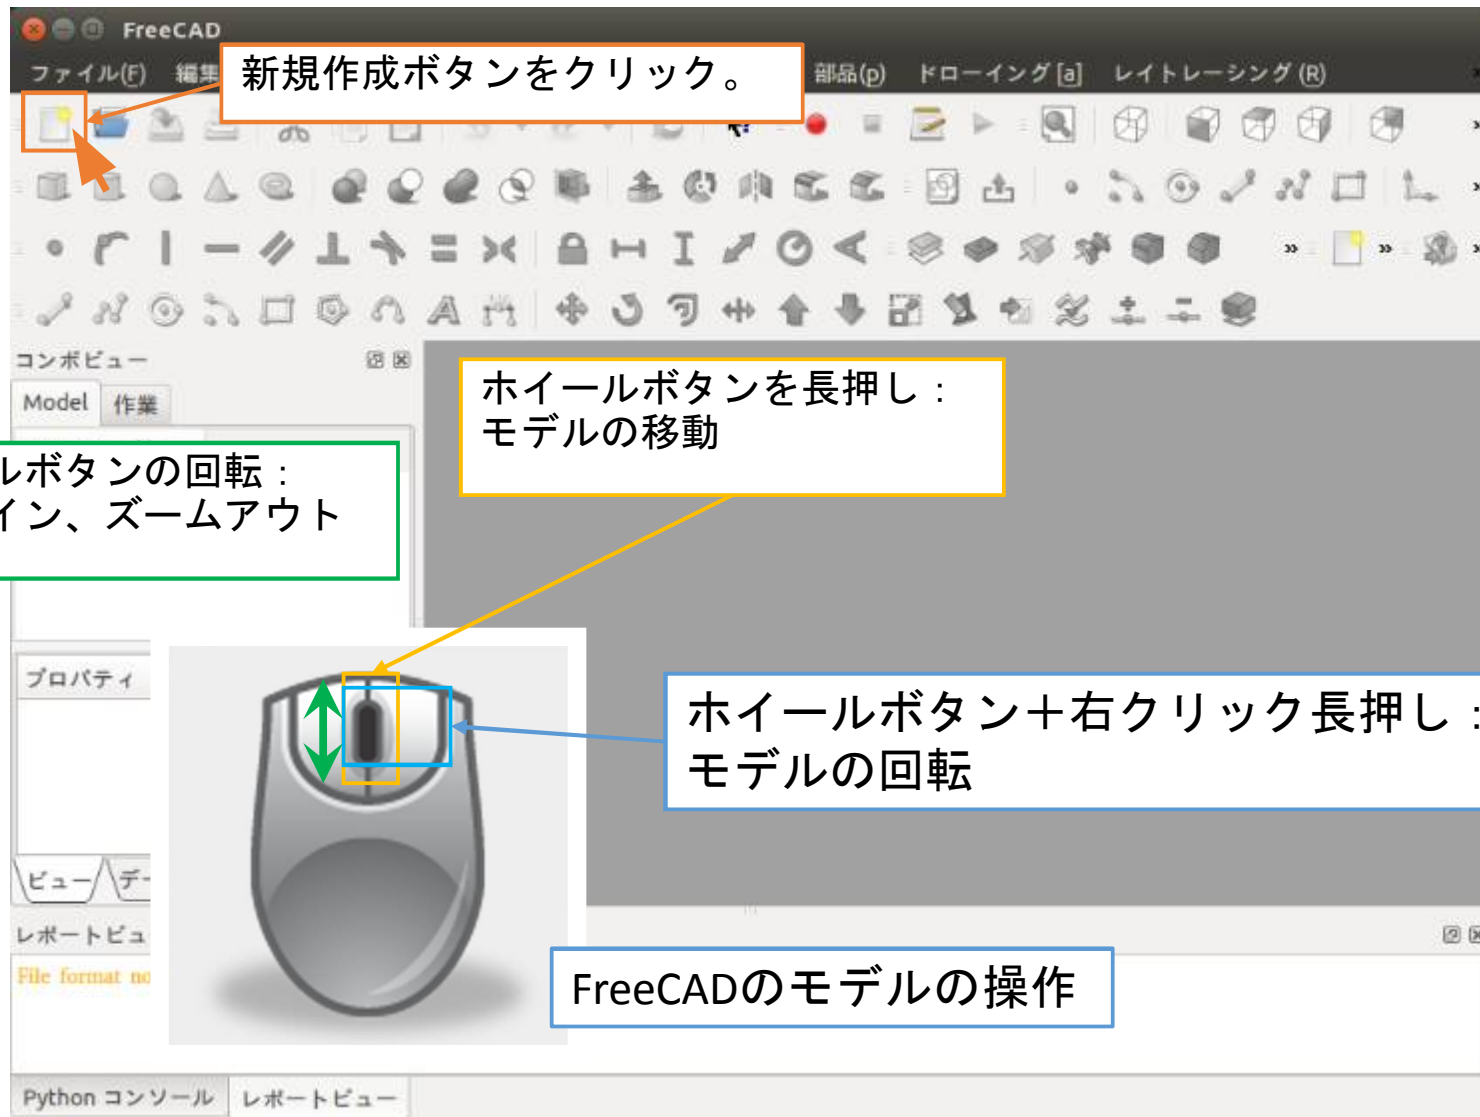 FreeCAD
ファイル(F) 編集
部品(p) ドローイング[a] レイトレーシング(R)
新規作成ボタンをクリック。
コンボビュー
Model 作業
ホイールボタンを長押し：
モデルの移動
ルボタンの回転：
イン、ズームアウト
プロパティ
ホイールボタン＋右クリック長押し：
モデルの回転
ビュー デー
レポートビュ
File format no
FreeCADのモデルの操作
Python コンソール レポートビュー